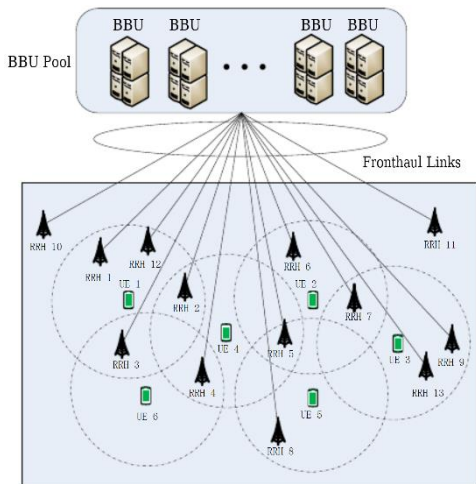 BBU BBU BBU BBU
BBU Pool
Fronthaul Links
RRH 10
RRH 11
RRH 12
RRH 6
RRH 1
UE 1
UE 2
RRH 2
RRH 7
UE 4
UE 3
RRH 5
RRH 3
RRH 9
RRH 4
RRH 13
UE 6
UE 5
RRH 8